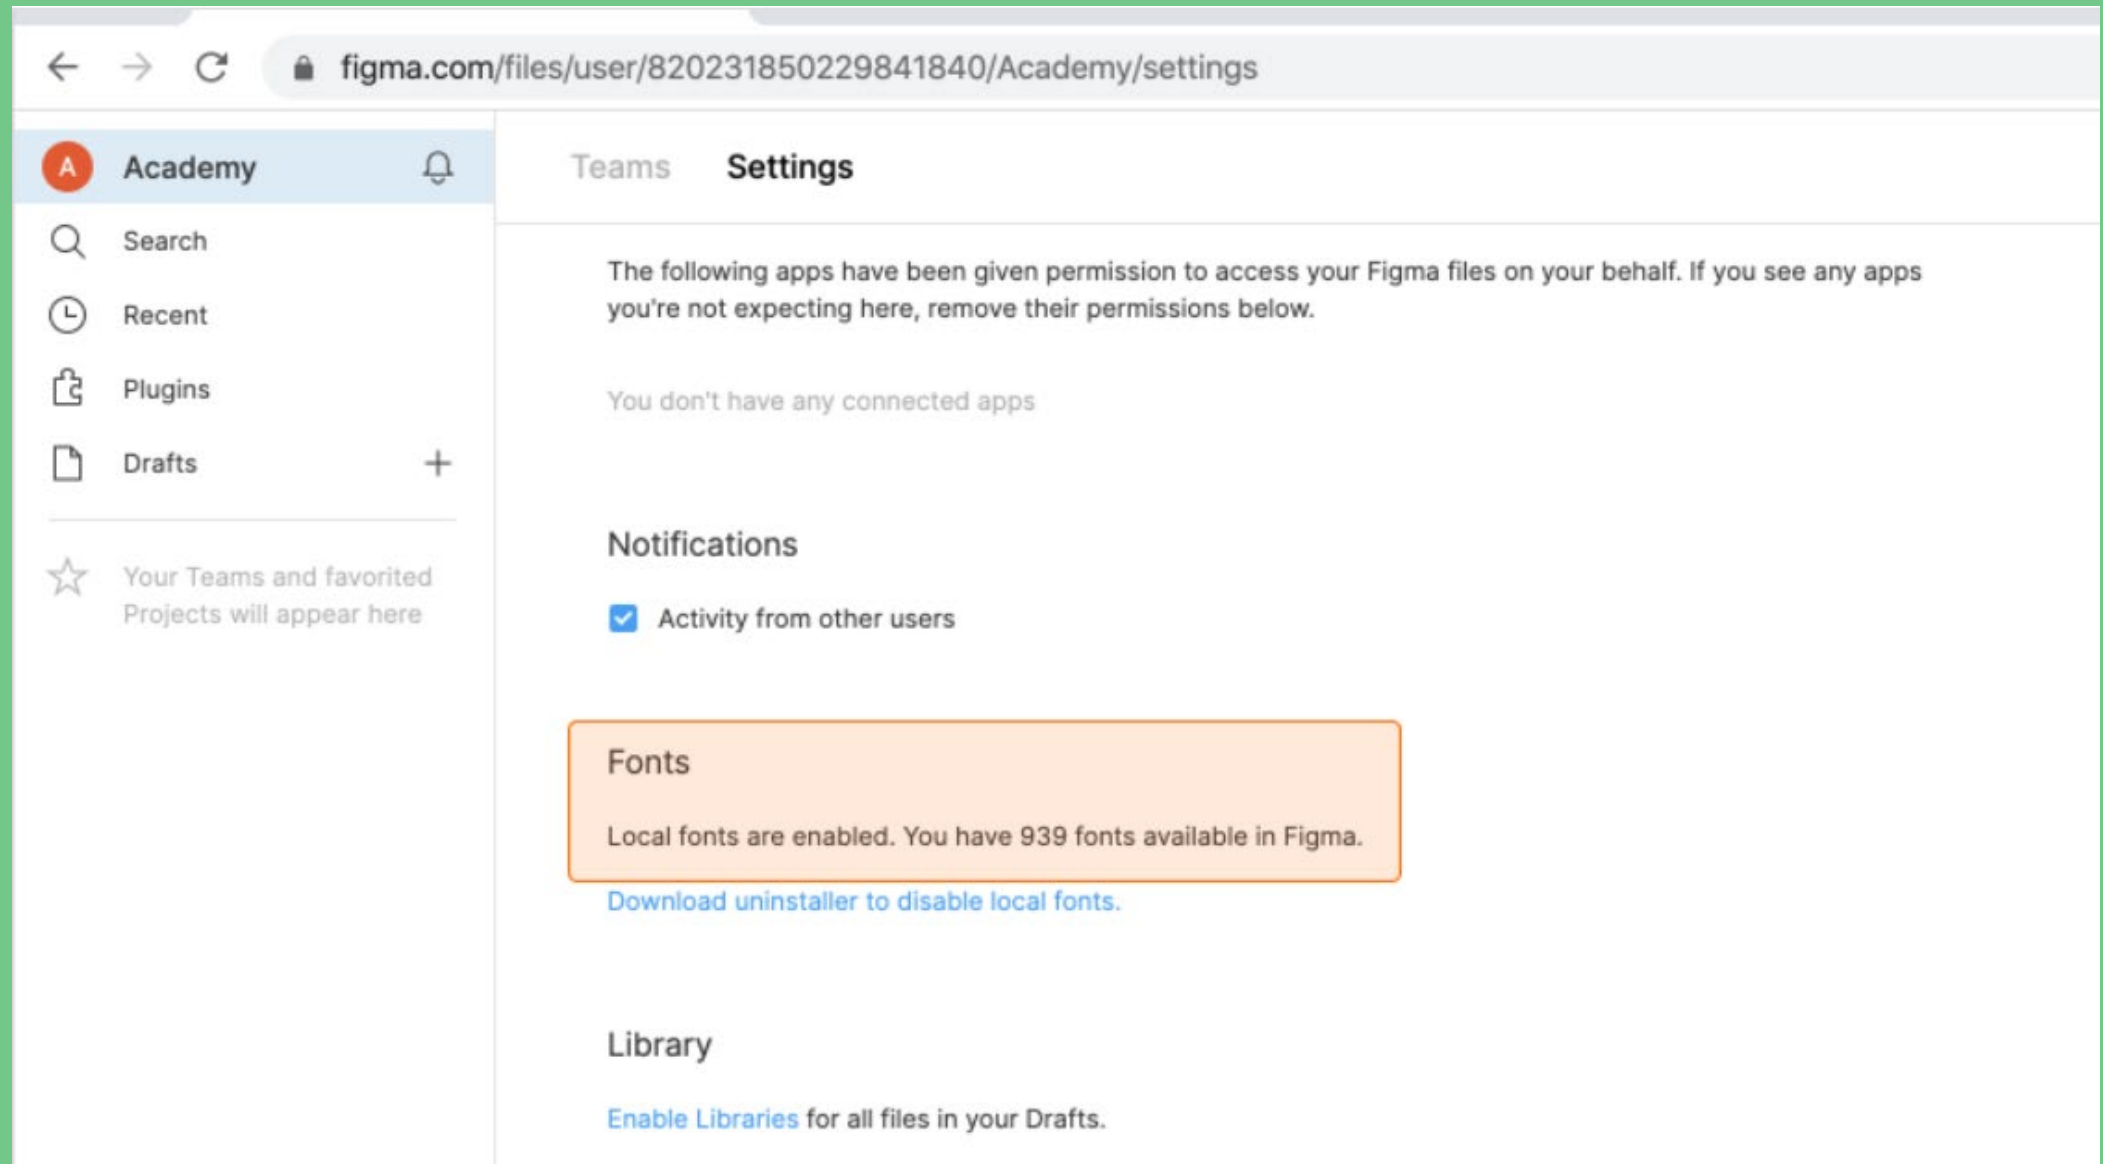 figma.com/files/user/820231850229841840/Academy/settings
A Academy
Search
Recent
Plugins
Drafts
Your Teams and favorited
Projects will appear here
Teams Settings
The following apps have been given permission to access your Figma files on your behalf. If you see any apps
you're not expecting here, remove their permissions below.
You don't have any connected apps
Notifications
Activity from other users
Fonts
Local fonts are enabled. You have 939 fonts available in Figma.
Download uninstaller to disable local fonts.
Library
Enable Libraries for all files in your Drafts.